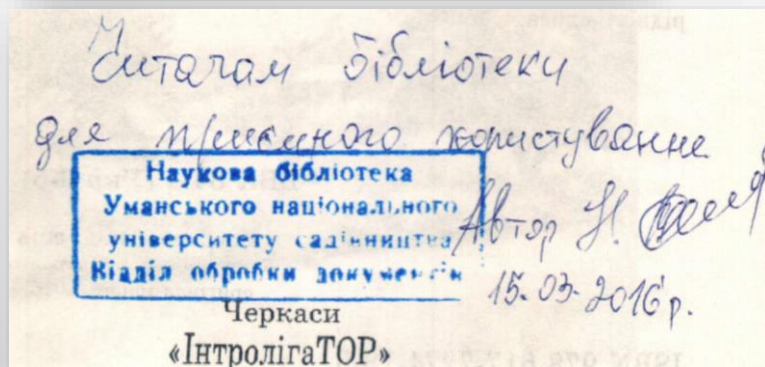 Читачам бібліотеки
для приємного користування
Наукова бібліотека
Уманського національного
університету садівництва
Відділ обробки документів
Автор Н.
15.03.2016 р.
Черкаси
«ІнтролігаТОР»